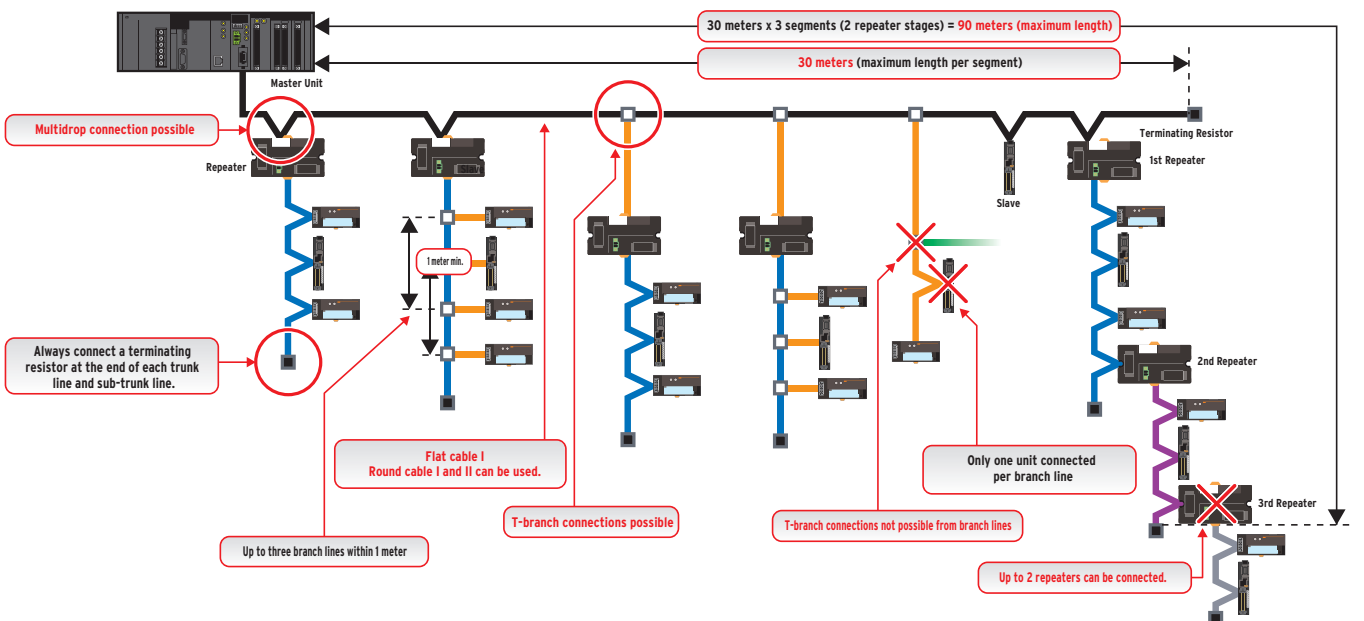 30 meters x 3 segments (2 repeater stages) = 90 meters (maximum length)
30 meters (maximum length per segment)
Master Unit
Multidrop connection possible
Terminating Resistor
Repeater
1st Repeater
Slave
1 meter min.
Always connect a terminating
resistor at the end of each trunk
line and sub-trunk line.
2nd Repeater
Flat cable I
Round cable I and II can be used.
Only one unit connected
per branch line
T-branch connections possible
T-branch connections not possible from branch lines
3rd Repeater
Up to three branch lines within 1 meter
Up to 2 repeaters can be connected.